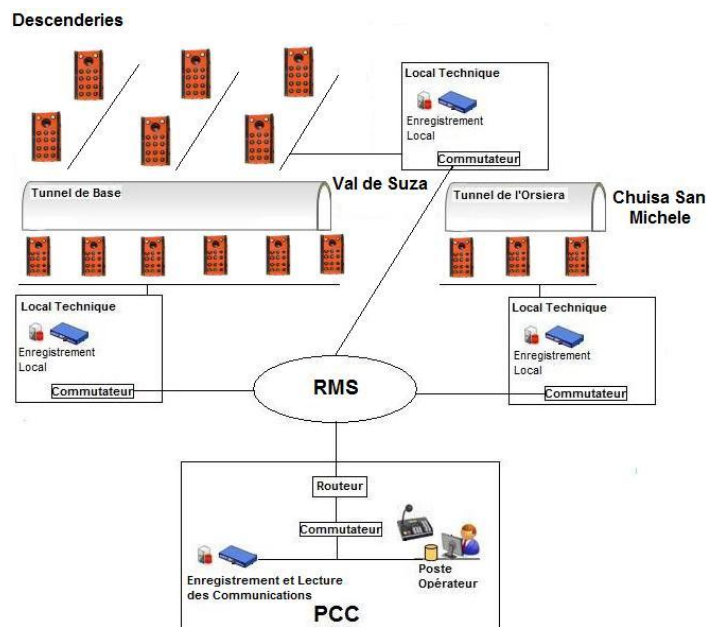 Descenderies
Local Technique
Enregistrement
Local
Commutateur
Tunnel de Base
Val de Suza
Tunnel de l'Orsiera
Chuisa San
Michele
Local Technique
Enregistrement
Local
Commutateur
Local Technique
Enregistrement
Local
Commutateur
RMS
Routeur
Commutateur
Enregistrement et Lecture
des Communications
Poste
Opérateur
PCC